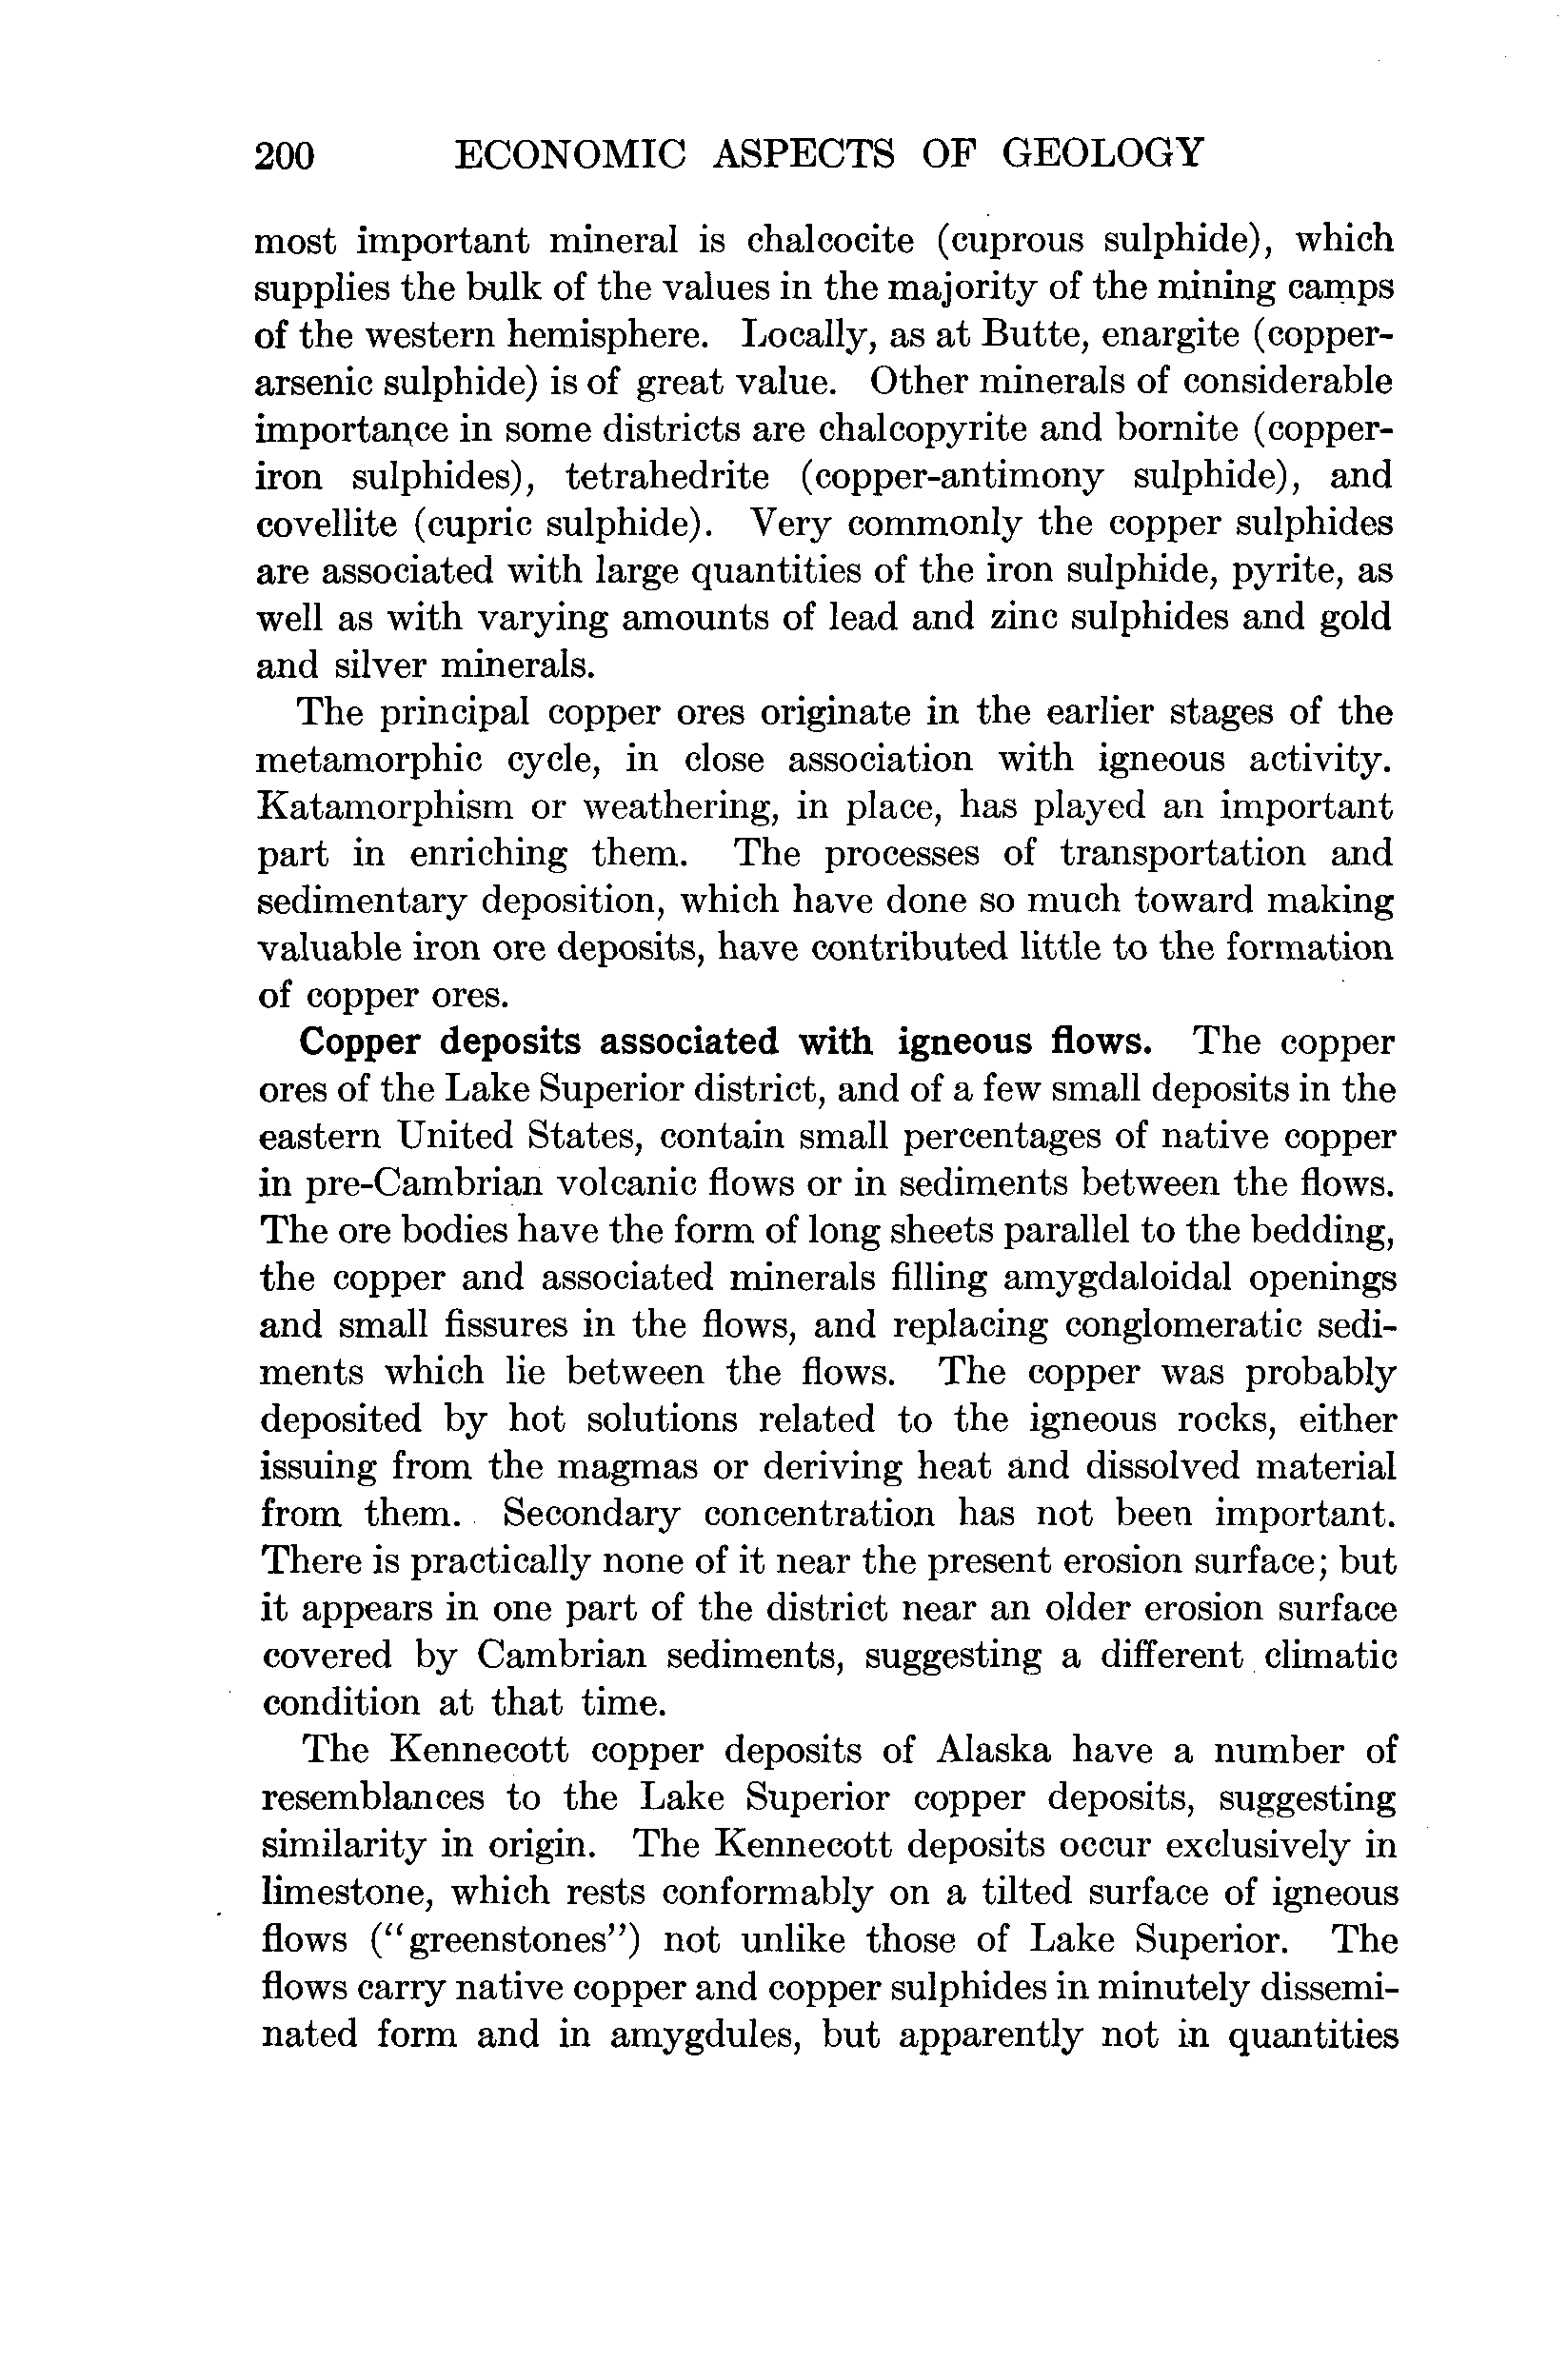 200 ECONOMIC ASPECTS OF GEOLOGY
most important mineral is chalcocite (cuprous sulphide), which
supplies the bulk of the values in the majority of the mining camps
of the western hemisphere. Locally, as at Butte, enargite (copper-
arsenic sulphide) is of great value. Other minerals of considerable
importance in some districts are chalcopyrite and bornite (copper-
iron sulphides), tetrahedrite (copper-antimony sulphide), and
covellite (cupric sulphide). Very commonly the copper sulphides
are associated with large quantities of the iron sulphide, pyrite, as
well as with varying amounts of lead and zinc sulphides and gold
and silver minerals.
The principal copper ores originate in the earlier stages of the
metamorphic cycle, in close association with igneous activity.
Katamorphism or weathering, in place, has played an important
part in enriching them. The processes of transportation and
sedimentary deposition, which have done so much toward making
valuable iron ore deposits, have contributed little to the formation
of copper ores.
Copper deposits associated with igneous flows. The copper
ores of the Lake Superior district, and of a few small deposits in the
eastern United States, contain small percentages of native copper
in pre-Cambrian volcanic flows or in sediments between the flows.
The ore bodies have the form of long sheets parallel to the bedding,
the copper and associated minerals filling amygdaloidal openings
and small fissures in the flows, and replacing conglomeratic sedi-
ments which lie between the flows. The copper was probably
deposited by hot solutions related to the igneous rocks, either
issuing from the magmas or deriving heat and dissolved material
from them. Secondary concentration has not been important.
There is practically none of it near the present erosion surface; but
it appears in one part of the district near an older erosion surface
covered by Cambrian sediments, suggesting a different climatic
condition at that time.
The Kennecott copper deposits of Alaska have a number of
resemblances to the Lake Superior copper deposits, suggesting
similarity in origin. The Kennecott deposits occur exclusively in
limestone, which rests conformably on a tilted surface of igneous
flows (“greenstones”) not unlike those of Lake Superior. The
flows carry native copper and copper sulphides in minutely dissemi-
nated form and in amygdules, but apparently not in quantities